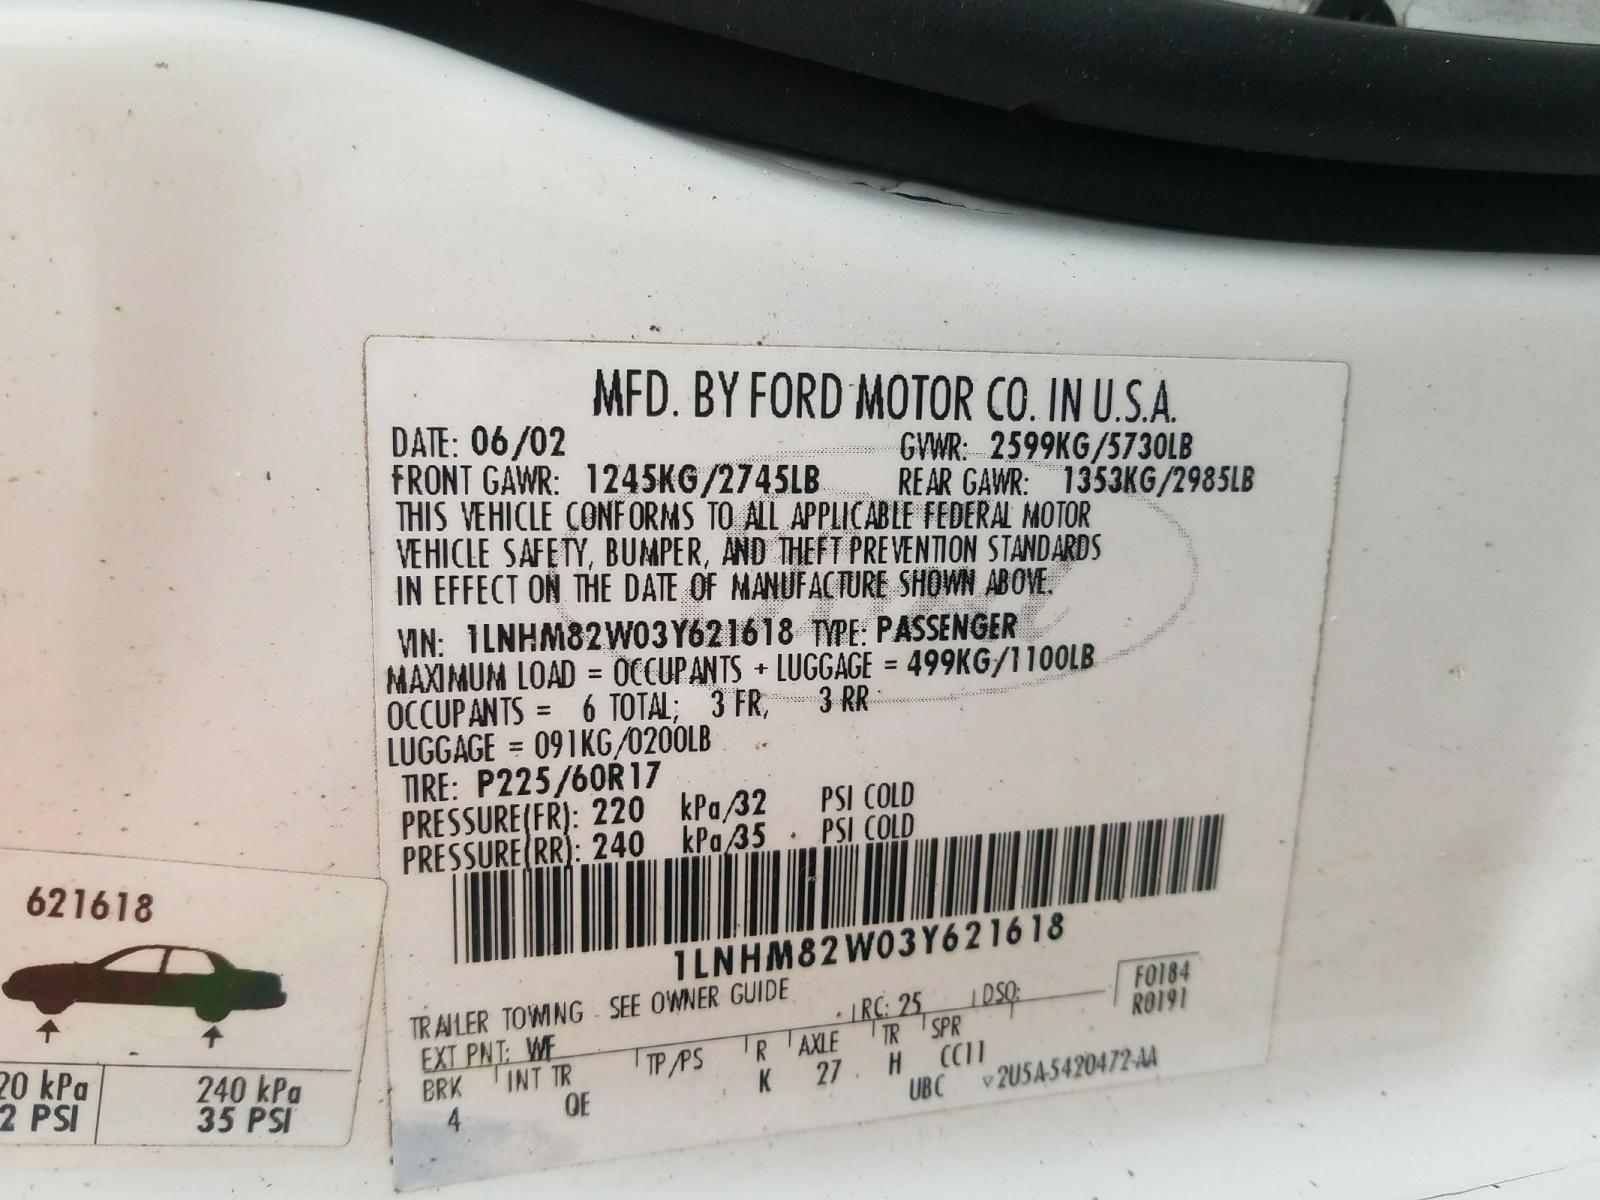 MFD. BY FORD MOTOR CO. IN U.S.A.
DATE: 06/02 GVWR: 2599KG/5730LB
FRONT GAWR: 1245KG/2745LB REAR GAWR: 1353KG/2985LB
THIS VEHICLE CONFORMS TO ALL APPLICABLE FEDERAL MOTOR
VEHICLE SAFETY, BUMPER, AND THEFT PREVENTION STANDARDS
IN EFFECT ON THE DATE OF MANUFACTURE SHOWN ABOVE.
VIN: 1LNHM82W03Y621618 TYPE: PASSENGER
MAXIMUM LOAD = OCCUPANTS + LUGGAGE = 499KG/1100LB
OCCUPANTS = 6 TOTAL; 3 FR, 3 RR
LUGGAGE = 091KG/0200LB
TIRE: P225/60R17
PRESSURE(FR): 220 kPa/32 PSI COLD
PRESSURE(RR): 240 kPa/35 PSI COLD
1LNHM82W03Y621618
TRAILER TOWING - SEE OWNER GUIDE
EXT PNT: WF RC: 25 DSO: F0184
R0191
BRK INT TR TP/PS R AXLE TR SPR
4 OE K 27 H CC11
UBC 2U5A-5420472-AA
621618
20 kPa 240 kPa
2 PSI 35 PSI